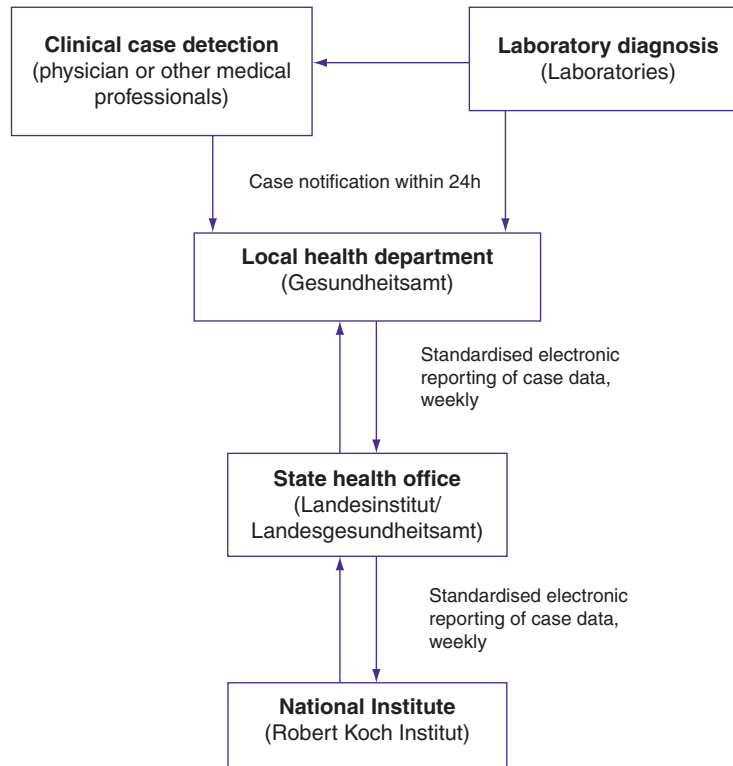 Clinical case detection
(physician or other medical
professionals)
Laboratory diagnosis
(Laboratories)
Case notification within 24h
Local health department
(Gesundheitsamt)
Standardised electronic
reporting of case data,
weekly
State health office
(Landesinstitut/
Landesgesundheitsamt)
Standardised electronic
reporting of case data,
weekly
National Institute
(Robert Koch Institut)